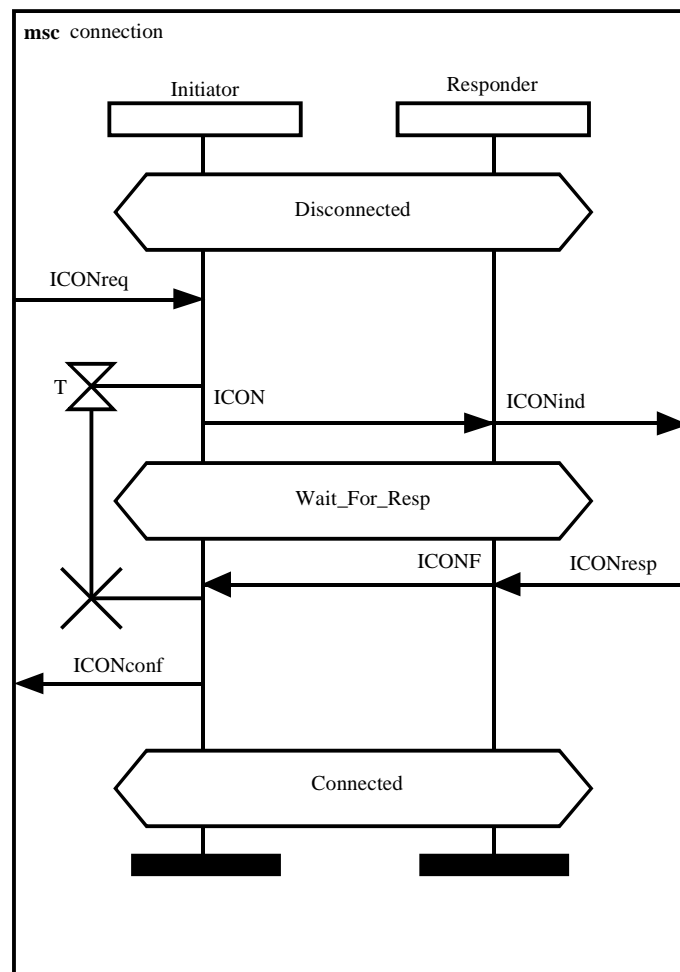 msc connection
Initiator
Responder
Disconnected
ICONreq
T
ICON
ICONind
Wait_For_Resp
ICONF
ICONresp
ICONconf
Connected